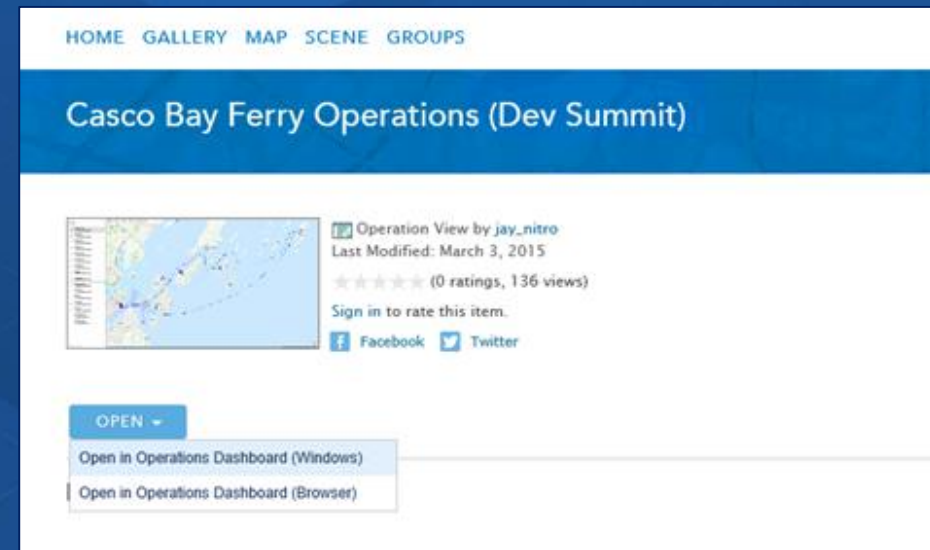 HOME GALLERY MAP SCENE GROUPS
Casco Bay Ferry Operations (Dev Summit)
Operation View by jay_nitro
Last Modified: March 3, 2015
(0 ratings, 136 views)
Sign in to rate this item.
Facebook Twitter
OPEN
Open in Operations Dashboard (Windows)
Open in Operations Dashboard (Browser)